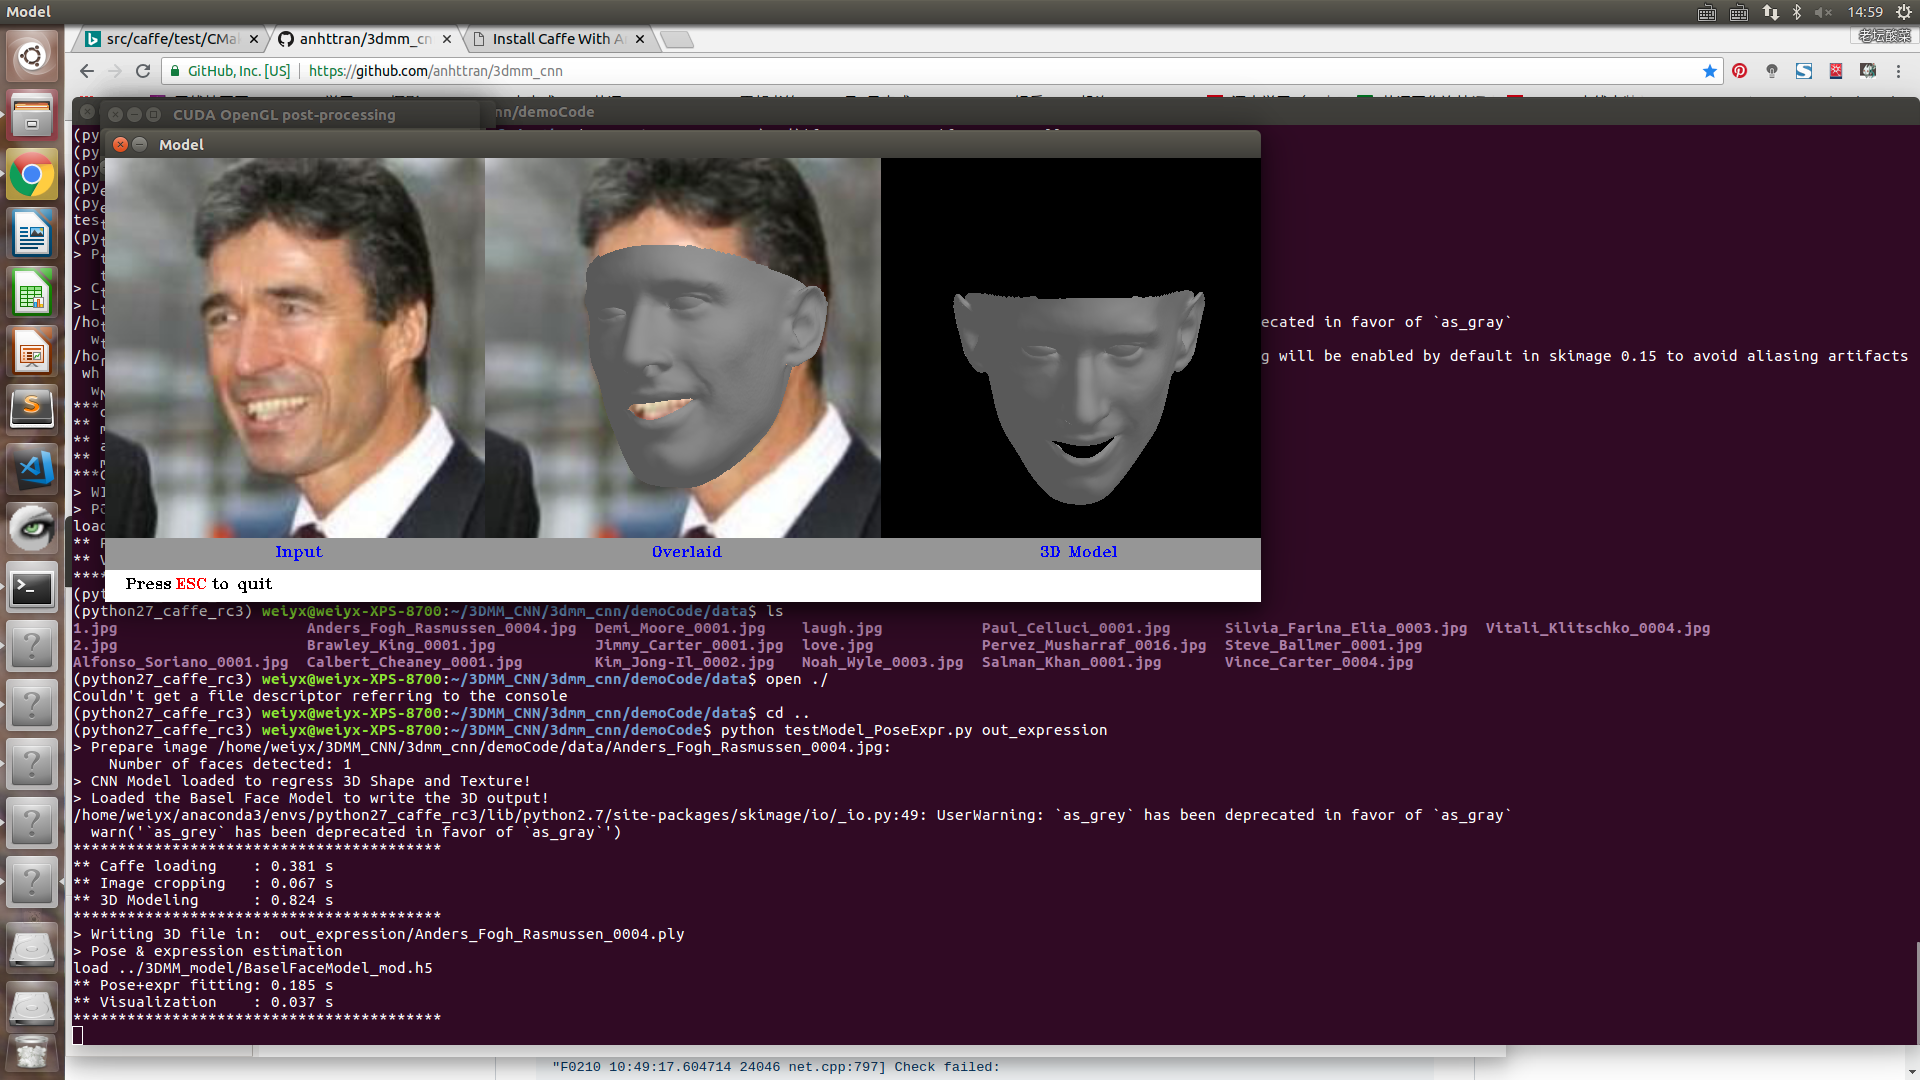 Model
14:59
老坛酸菜
src/caffe/test/CMa
anhttran/3dmm_cn
Install Caffe With A
GitHub, Inc. [US]
https://github.com/anhttran/3dmm_cnn
CUDA OpenGL post-processing
nn/demoCode
Model
ecated in favor of `as_gray`
g will be enabled by default in skimage 0.15 to avoid aliasing artifacts
Input
Overlaid
3D Model
Press ESC to quit
(python27_caffe_rc3) weiyx@weiyx-XPS-8700:~/3DMM_CNN/3dmm_cnn/demoCode/data$ ls
1.jpg Anders_Fogh_Rasmussen_0004.jpg Demi_Moore_0001.jpg laugh.jpg Paul_Celluci_0001.jpg Silvia_Farina_Elia_0003.jpg Vitali_Klitschko_0004.jpg
2.jpg Brawley_King_0001.jpg Jimmy_Carter_0001.jpg love.jpg Pervez_Musharraf_0016.jpg Steve_Ballmer_0001.jpg
Alfonso_Soriano_0001.jpg Calbert_Cheaney_0001.jpg Kim_Jong-Il_0002.jpg Noah_Wyle_0003.jpg Salman_Khan_0001.jpg Vince_Carter_0004.jpg
(python27_caffe_rc3) weiyx@weiyx-XPS-8700:~/3DMM_CNN/3dmm_cnn/demoCode/data$ open ./
Couldn't get a file descriptor referring to the console
(python27_caffe_rc3) weiyx@weiyx-XPS-8700:~/3DMM_CNN/3dmm_cnn/demoCode/data$ cd ..
(python27_caffe_rc3) weiyx@weiyx-XPS-8700:~/3DMM_CNN/3dmm_cnn/demoCode$ python testModel_PoseExpr.py out_expression
> Prepare image /home/weiyx/3DMM_CNN/3dmm_cnn/demoCode/data/Anders_Fogh_Rasmussen_0004.jpg:
Number of faces detected: 1
> CNN Model loaded to regress 3D Shape and Texture!
> Loaded the Basel Face Model to write the 3D output!
/home/weiyx/anaconda3/envs/python27_caffe_rc3/lib/python2.7/site-packages/skimage/io/_io.py:49: UserWarning: `as_grey` has been deprecated in favor of `as_gray`
warn('`as_grey` has been deprecated in favor of `as_gray`')
*****************************************
** Caffe loading : 0.381 s
** Image cropping : 0.067 s
** 3D Modeling : 0.824 s
*****************************************
> Writing 3D file in: out_expression/Anders_Fogh_Rasmussen_0004.ply
> Pose & expression estimation
load ../3DMM_model/BaselFaceModel_mod.h5
** Pose+expr fitting: 0.185 s
** Visualization : 0.037 s
*****************************************
"F0210 10:49:17.604714 24046 net.cpp:797] Check failed: